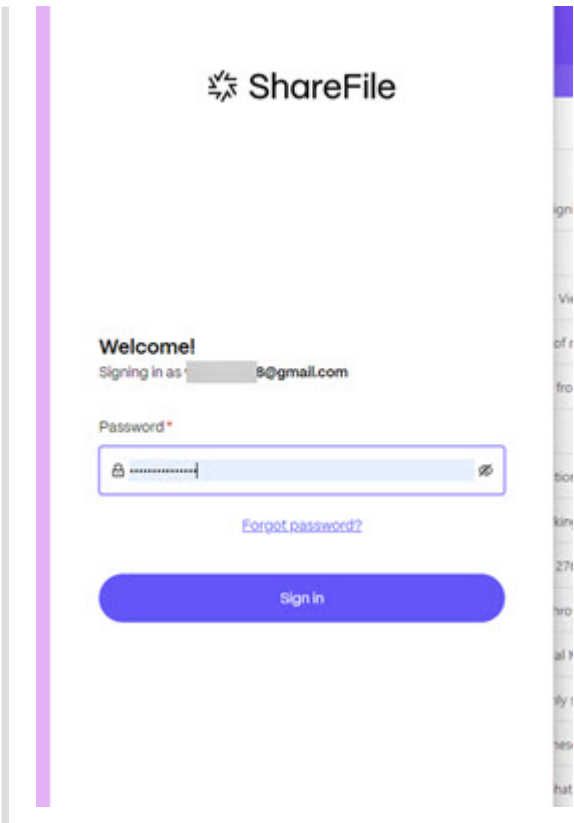 ShareFile
Welcome!
Signing in as 8@gmail.com
Password *
Forgot password?
Sign in